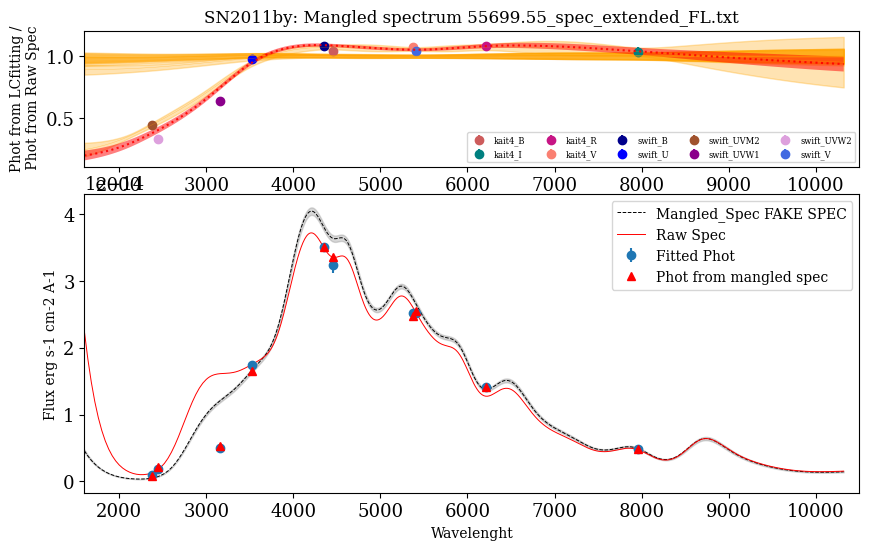 SN2011by: Mangled spectrum 55699.55_spec_extended_FL.txt
Phot from LCfitting /
Phot from Raw Spec
1.0
0.5
kait4_B kait4_R swift_B swift_UVM2 swift_UVW2
kait4_I kait4_V swift_U swift_UVW1 swift_V
2000 3000 4000 5000 6000 7000 8000 9000 10000
1e−14
Flux erg s-1 cm-2 A-1
4
3
2
1
0
Mangled_Spec FAKE SPEC
Raw Spec
Fitted Phot
Phot from mangled spec
2000 3000 4000 5000 6000 7000 8000 9000 10000
Wavelenght